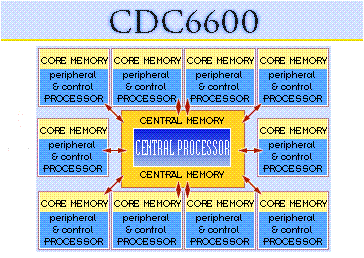 CDC6600
CORE MEMORY CORE MEMORY CORE MEMORY CORE MEMORY
peripheral peripheral peripheral peripheral
& control & control & control & control
PROCESSOR PROCESSOR PROCESSOR PROCESSOR
CENTRAL MEMORY
CORE MEMORY CORE MEMORY
peripheral peripheral
& control & control
PROCESSOR PROCESSOR
CENTRAL PROCESSOR
CENTRAL MEMORY
CORE MEMORY CORE MEMORY CORE MEMORY CORE MEMORY
peripheral peripheral peripheral peripheral
& control & control & control & control
PROCESSOR PROCESSOR PROCESSOR PROCESSOR